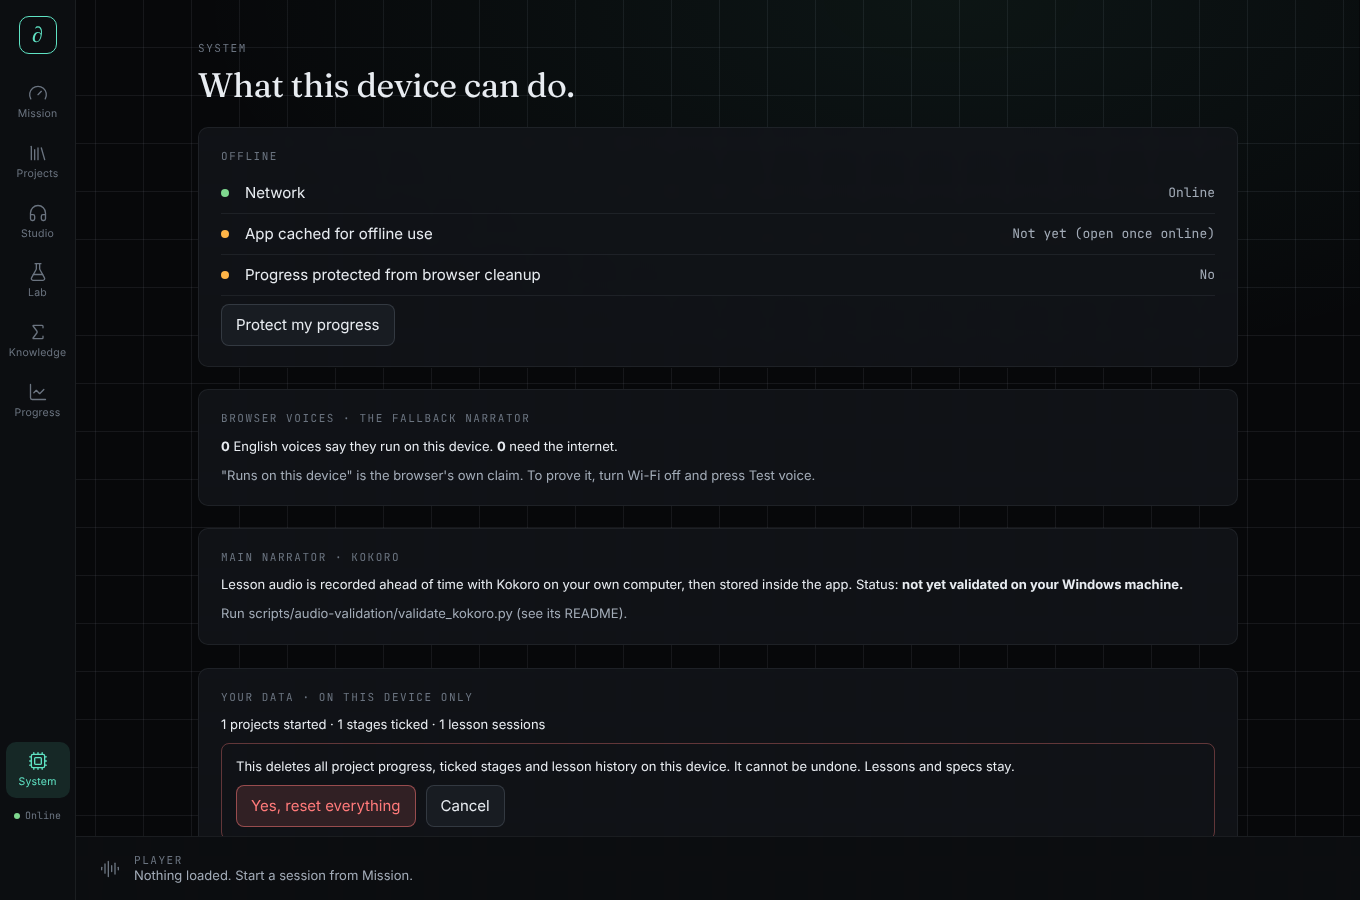 ∂
Mission
Projects
Studio
Lab
Knowledge
Progress
System
Online
SYSTEM
What this device can do.
OFFLINE
Network
Online
App cached for offline use
Not yet (open once online)
Progress protected from browser cleanup
No
Protect my progress
BROWSER VOICES · THE FALLBACK NARRATOR
0 English voices say they run on this device. 0 need the internet.
"Runs on this device" is the browser's own claim. To prove it, turn Wi-Fi off and press Test voice.
MAIN NARRATOR · KOKORO
Lesson audio is recorded ahead of time with Kokoro on your own computer, then stored inside the app. Status: not yet validated on your Windows machine.
Run scripts/audio-validation/validate_kokoro.py (see its README).
YOUR DATA · ON THIS DEVICE ONLY
1 projects started · 1 stages ticked · 1 lesson sessions
This deletes all project progress, ticked stages and lesson history on this device. It cannot be undone. Lessons and specs stay.
Yes, reset everything
Cancel
PLAYER
Nothing loaded. Start a session from Mission.